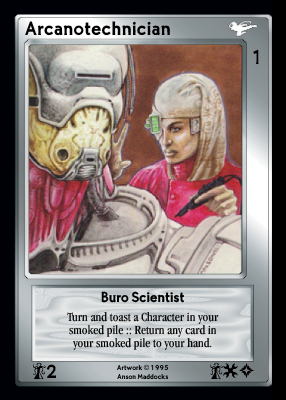 Arcanotechnician
1
Buro Scientist
Turn and toast a Character in your
smoked pile :: Return any card in
your smoked pile to your hand.
2
Artwork © 1995
Anson Maddocks